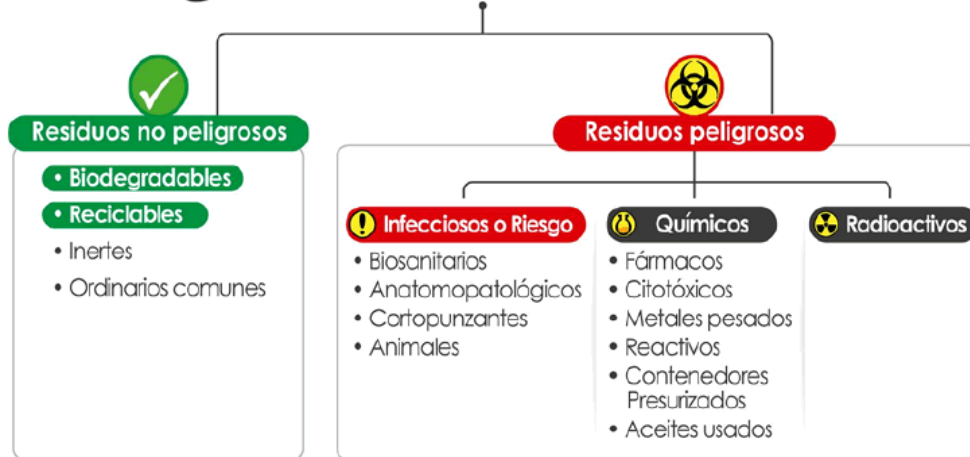 Residuos no peligrosos
• Biodegradables
• Reciclables
• Inertes
• Ordinarios comunes
Residuos peligrosos
Infecciosos o Riesgo
• Biosanitarios
• Anatomopatológicos
• Cortopunzantes
• Animales
Químicos
• Fármacos
• Citotóxicos
• Metales pesados
• Reactivos
• Contenedores
Presurizados
• Aceites usados
Radioactivos